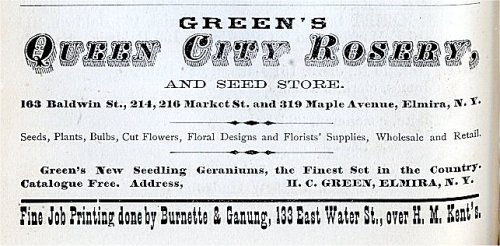 GREEN'S
QUEEN CITY ROSERY,
AND SEED STORE.
163 Baldwin St., 214, 216 Market St. and 319 Maple Avenue, Elmira, N. Y.
Seeds, Plants, Bulbs, Cut Flowers, Floral Designs and Florists' Supplies, Wholesale and Retail.
Green's New Seedling Geraniums, the Finest Set in the Country.
Catalogue Free. Address, H. C. GREEN, ELMIRA, N. Y.
Fine Job Printing done by Burnette & Ganung, 133 East Water St., over H. M. Kent's.